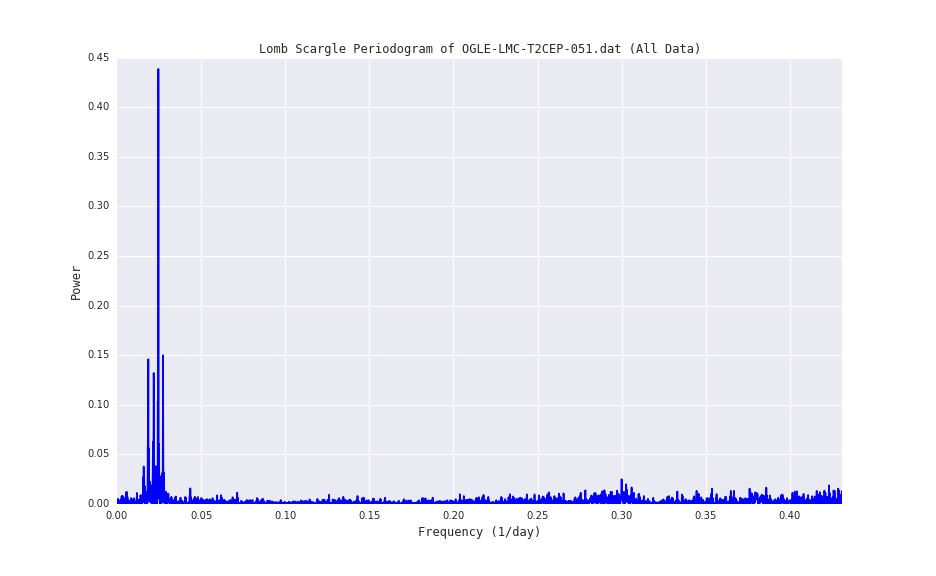 Lomb Scargle Periodogram of OGLE-LMC-T2CEP-051.dat (All Data)
0.45
0.40
0.35
0.30
0.25
0.20
0.15
0.10
0.05
0.00
Power
0.00 0.05 0.10 0.15 0.20 0.25 0.30 0.35 0.40
Frequency (1/day)